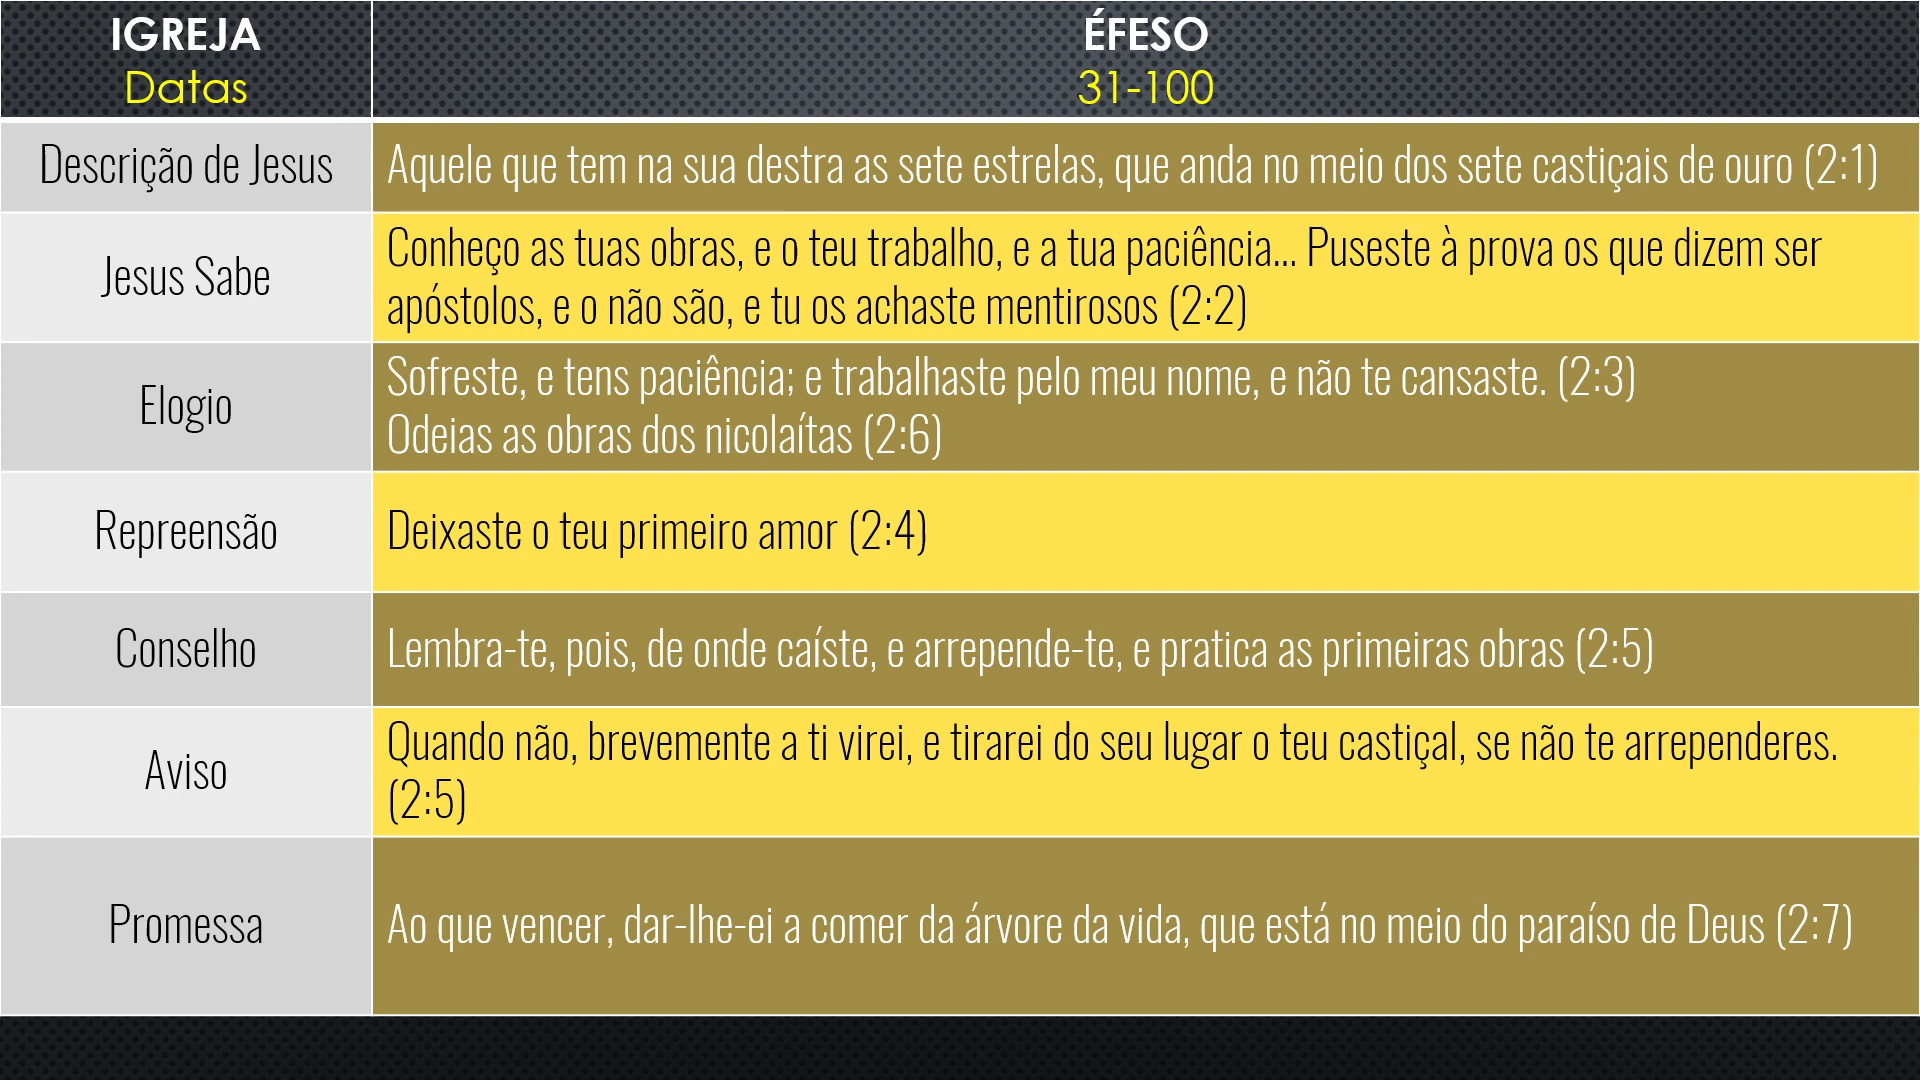 IGREJA
Datas
ÉFESO
31-100
Descrição de Jesus
Aquele que tem na sua destra as sete estrelas, que anda no meio dos sete castiçais de ouro (2:1)
Jesus Sabe
Conheço as tuas obras, e o teu trabalho, e a tua paciência... Puseste à prova os que dizem ser
apóstolos, e o não são, e tu os achaste mentirosos (2:2)
Elogio
Sofreste, e tens paciência; e trabalhaste pelo meu nome, e não te cansaste. (2:3)
Odeias as obras dos nicolaítas (2:6)
Repreensão
Deixaste o teu primeiro amor (2:4)
Conselho
Lembra-te, pois, de onde caíste, e arrepende-te, e pratica as primeiras obras (2:5)
Aviso
Quando não, brevemente a ti virei, e tirarei do seu lugar o teu castiçal, se não te arrependeres.
(2:5)
Promessa
Ao que vencer, dar-lhe-ei a comer da árvore da vida, que está no meio do paraíso de Deus (2:7)